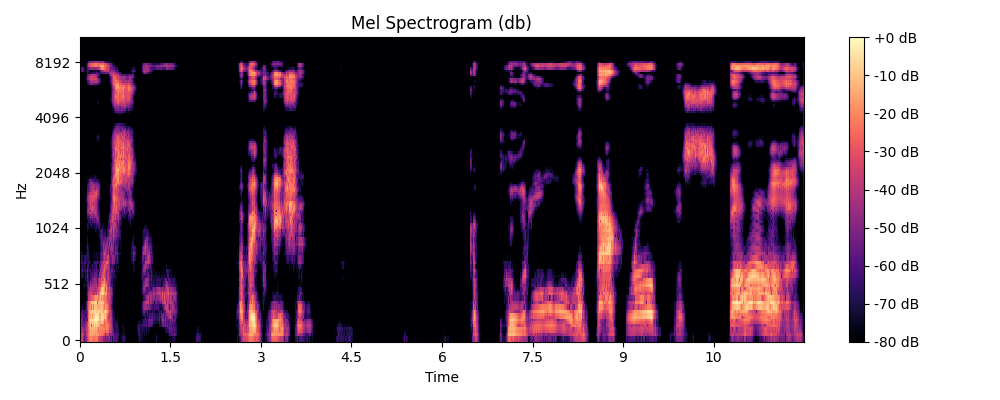 Mel Spectrogram (db)
8192
4096
2048
1024
512
0
Hz
0 1.5 3 4.5 6 7.5 9 10
Time
+0 dB
-10 dB
-20 dB
-30 dB
-40 dB
-50 dB
-60 dB
-70 dB
-80 dB